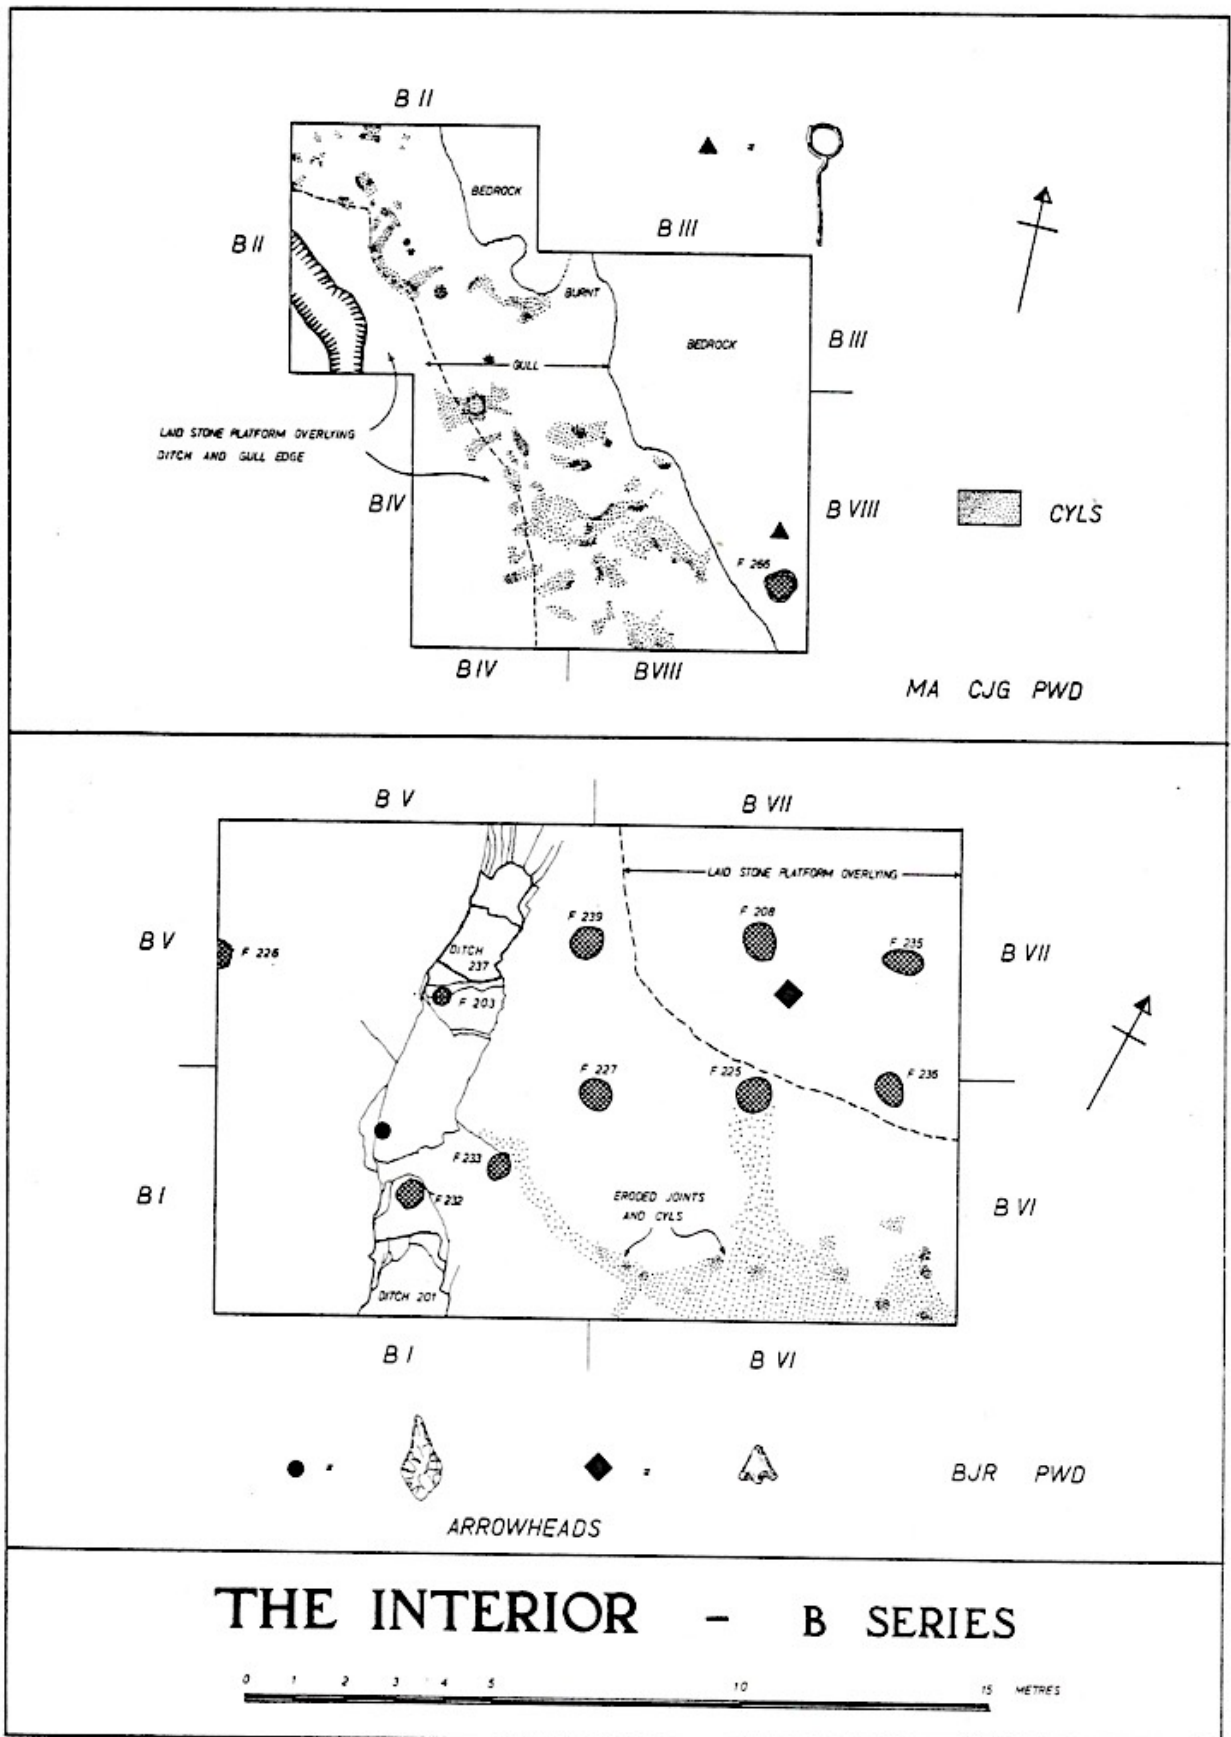 B II
BEDROCK
=
B III
B II
BURNT
BEDROCK
B III
GULL
LAID STONE PLATFORM OVERLYING
DITCH AND GULL EDGE
B IV
B VIII
CYLS
F 266
B IV
B VIII
MA CJG PWD
B V
B VII
LAID STONE PLATFORM OVERLYING
F 239
F 208
B V
F 226
DITCH
237
F 235
B VII
F 203
F 227
F 225
F 236
F 233
B I
F 232
ERODED JOINTS
AND CYLS
B VI
DITCH 201
B I
B VI
=
=
BJR PWD
ARROWHEADS
THE INTERIOR - B SERIES
0 1 2 3 4 5 10 15 METRES